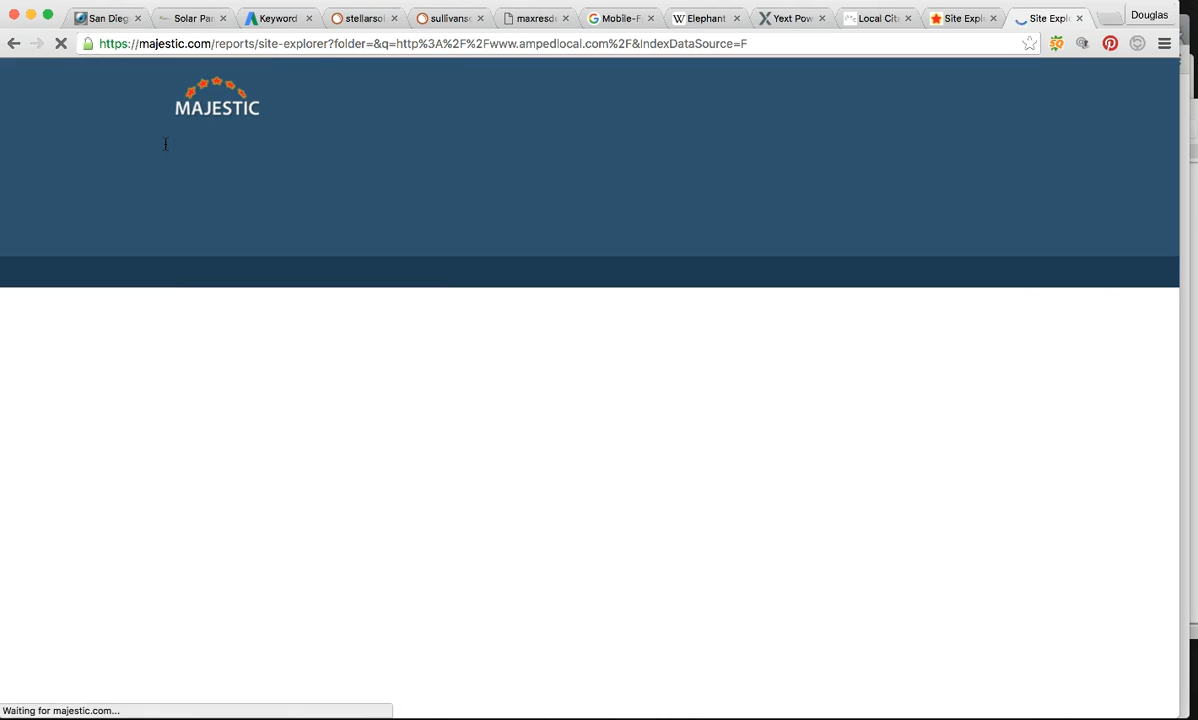 San Dieg
Solar Pa
Keyword
stellarsol
sullivans
maxresd
Mobile-F
Elephant
Yext Pow
Local Cit
Site Expl
Site Expl
Douglas
https://majestic.com/reports/site-explorer?folder=&q=http%3A%2F%2Fwww.ampedlocal.com%2F&IndexDataSource=F
SQ
MAJESTIC
Waiting for majestic.com...